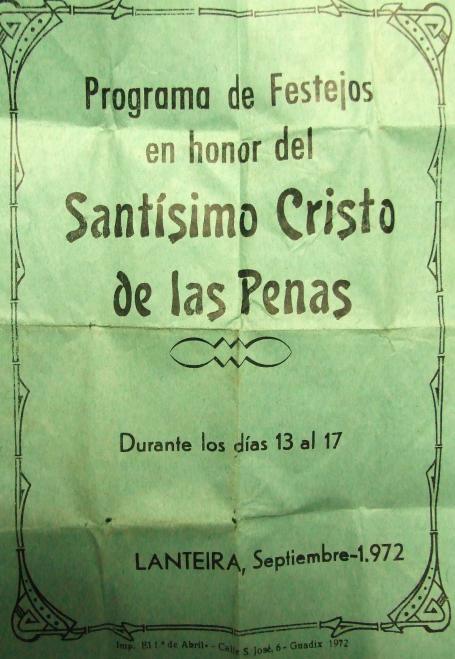 Programa de Festejos
en honor del
Santísimo Cristo
de las Penas
Durante los días 13 al 17
LANTEIRA, Septiembre-1.972
Imp. El 1.º de Abril.- - Calle S. José, 6 - Guadix 1972